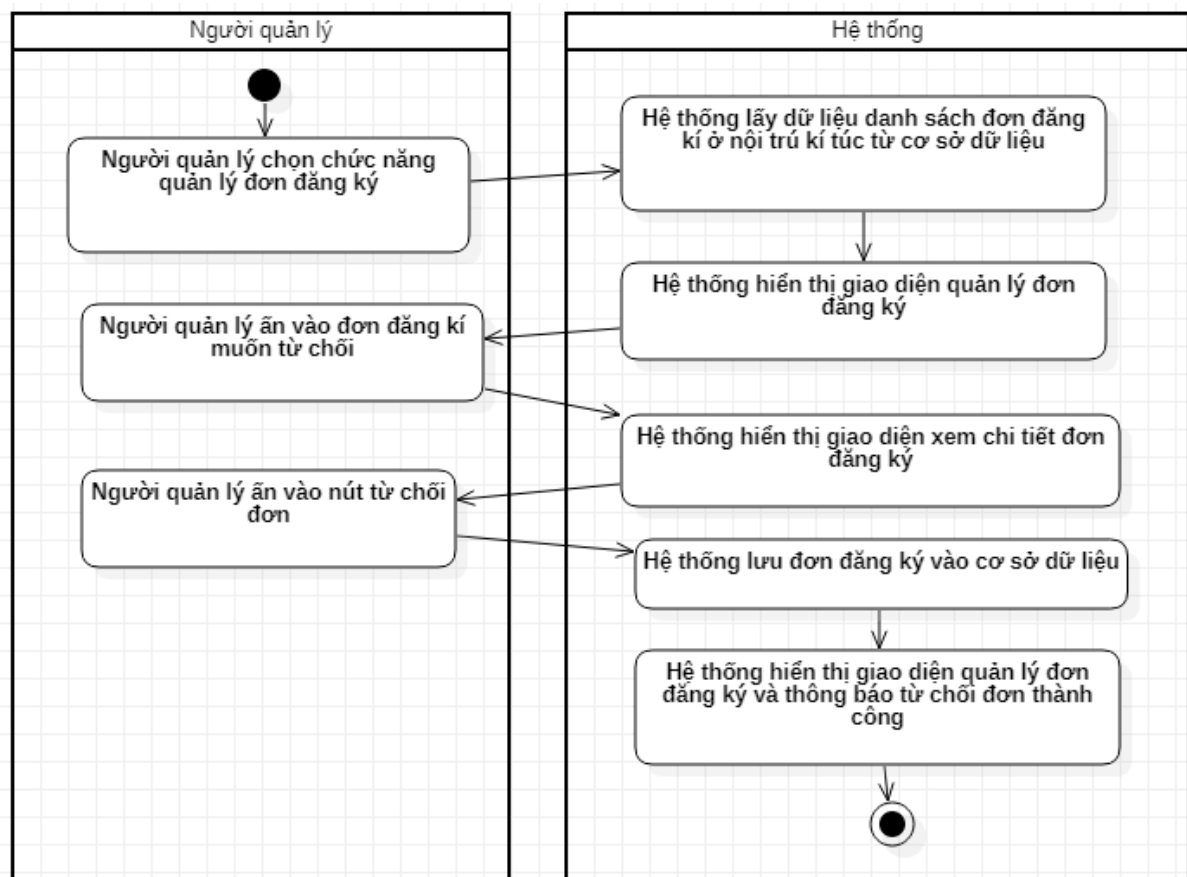 Người quản lý
Hệ thống
Người quản lý chọn chức năng
quản lý đơn đăng ký
Hệ thống lấy dữ liệu danh sách đơn đăng
kí ở nội trú kí túc từ cơ sở dữ liệu
Hệ thống hiển thị giao diện quản lý đơn
đăng ký
Người quản lý ấn vào đơn đăng kí
muốn từ chối
Hệ thống hiển thị giao diện xem chi tiết đơn
đăng ký
Người quản lý ấn vào nút từ chối
đơn
Hệ thống lưu đơn đăng ký vào cơ sở dữ liệu
Hệ thống hiển thị giao diện quản lý đơn
đăng ký và thông báo từ chối đơn thành
công